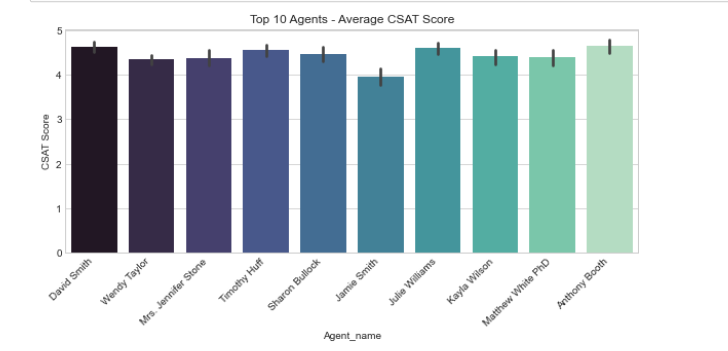 Top 10 Agents - Average CSAT Score
CSAT Score
5
4
3
2
1
0
David Smith
Wendy Taylor
Mrs. Jennifer Stone
Timothy Huff
Sharon Bullock
Jamie Smith
Julie Williams
Kayla Wilson
Matthew White PhD
Anthony Booth
Agent_name